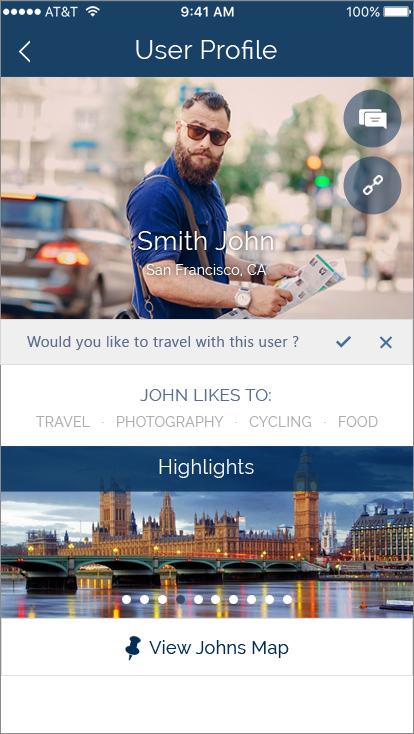 AT&T 9:41 AM 100%
User Profile
Smith John
San Francisco, CA
Would you like to travel with this user ?
JOHN LIKES TO:
TRAVEL · PHOTOGRAPHY · CYCLING · FOOD
Highlights
View Johns Map